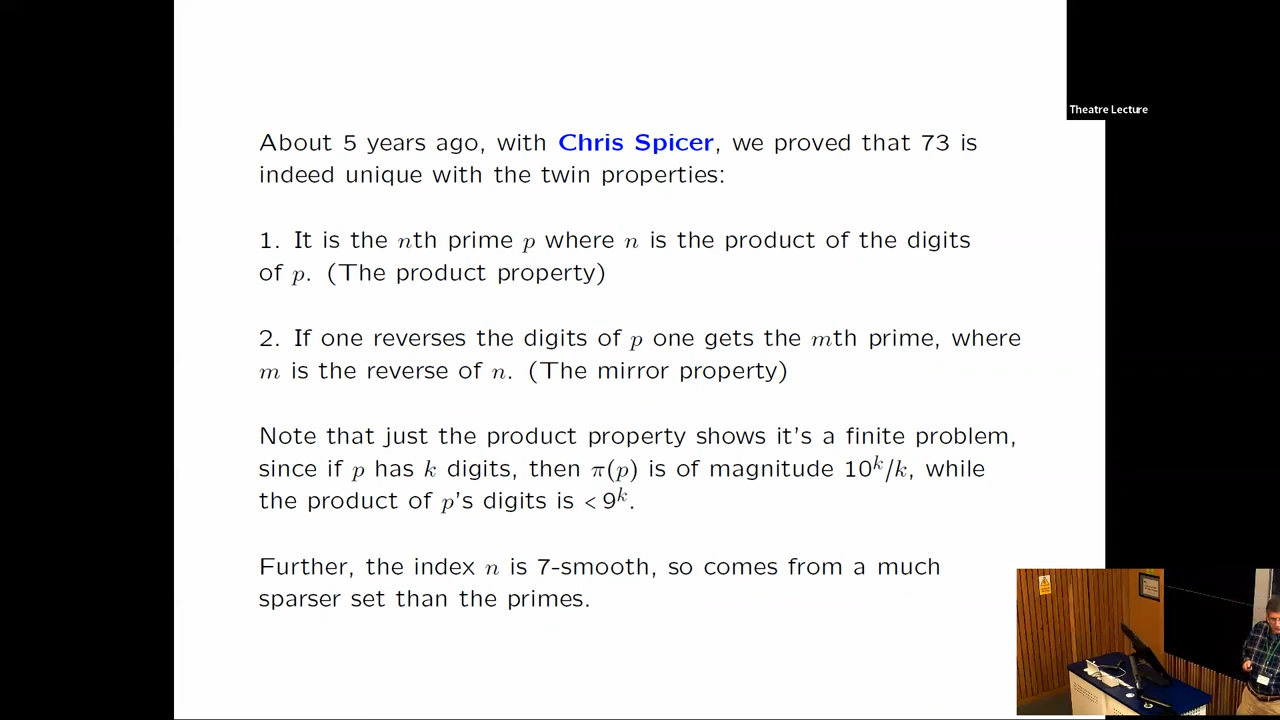 Theatre Lecture
About 5 years ago, with Chris Spicer, we proved that 73 is
indeed unique with the twin properties:
1. It is the nth prime p where n is the product of the digits
of p. (The product property)
2. If one reverses the digits of p one gets the mth prime, where
m is the reverse of n. (The mirror property)
Note that just the product property shows it's a finite problem,
since if p has k digits, then π(p) is of magnitude 10^k/k, while
the product of p's digits is < 9^k.
Further, the index n is 7-smooth, so comes from a much
sparser set than the primes.